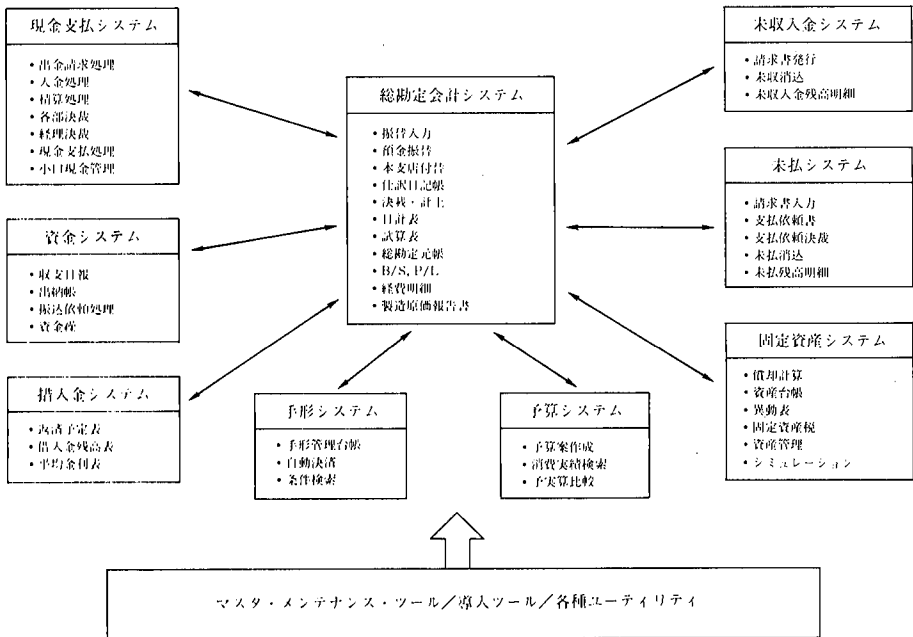 現金支払システム
• 出金請求処理
• 入金処理
• 精算処理
• 各部決裁
• 経理決裁
• 現金支払処理
• 小口現金管理
資金システム
• 収支日報
• 出納帳
• 振込依頼処理
• 資金繰
借入金システム
• 返済予定表
• 借入金残高表
• 平均金利表
総勘定会計システム
• 振替入力
• 預金振替
• 本支店付替
• 仕訳日記帳
• 決裁・計上
• 日計表
• 試算表
• 総勘定元帳
• B/S, P/L
• 経費明細
• 製造原価報告書
手形システム
• 手形管理台帳
• 自動決済
• 条件検索
予算システム
• 予算案作成
• 消費実績検索
• 予実算比較
未収入金システム
• 請求書発行
• 未収消込
• 未収入金残高明細
未払システム
• 請求書入力
• 支払依頼書
• 支払依頼決裁
• 未払消込
• 未払残高明細
固定資産システム
• 償却計算
• 資産台帳
• 異動表
• 固定資産税
• 資産管理
• シミュレーション
マスタ・メンテナンス・ツール／導入ツール／各種ユーティリティ